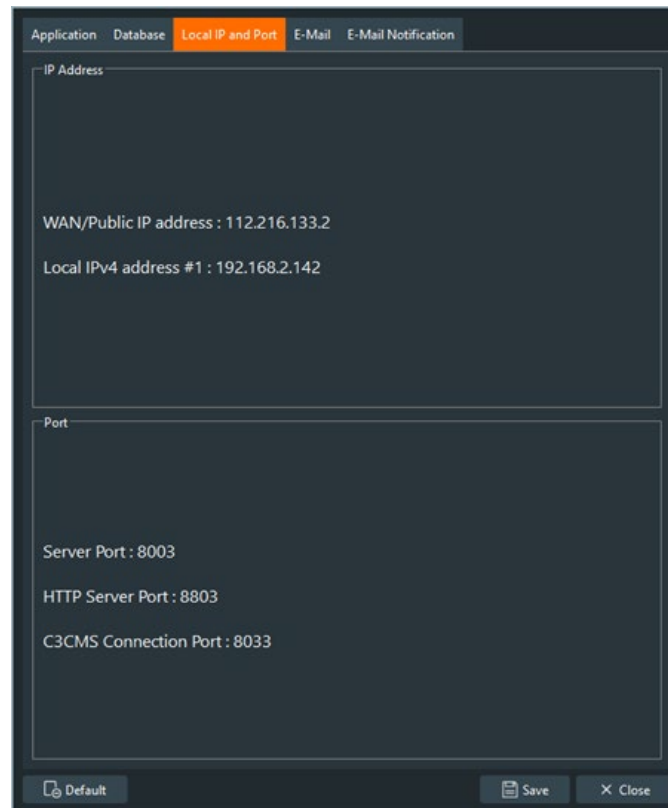 Application Database Local IP and Port E-Mail E-Mail Notification
IP Address
WAN/Public IP address : 112.216.133.2
Local IPv4 address #1 : 192.168.2.142
Port
Server Port : 8003
HTTP Server Port : 8803
C3CMS Connection Port : 8033
Default Save Close